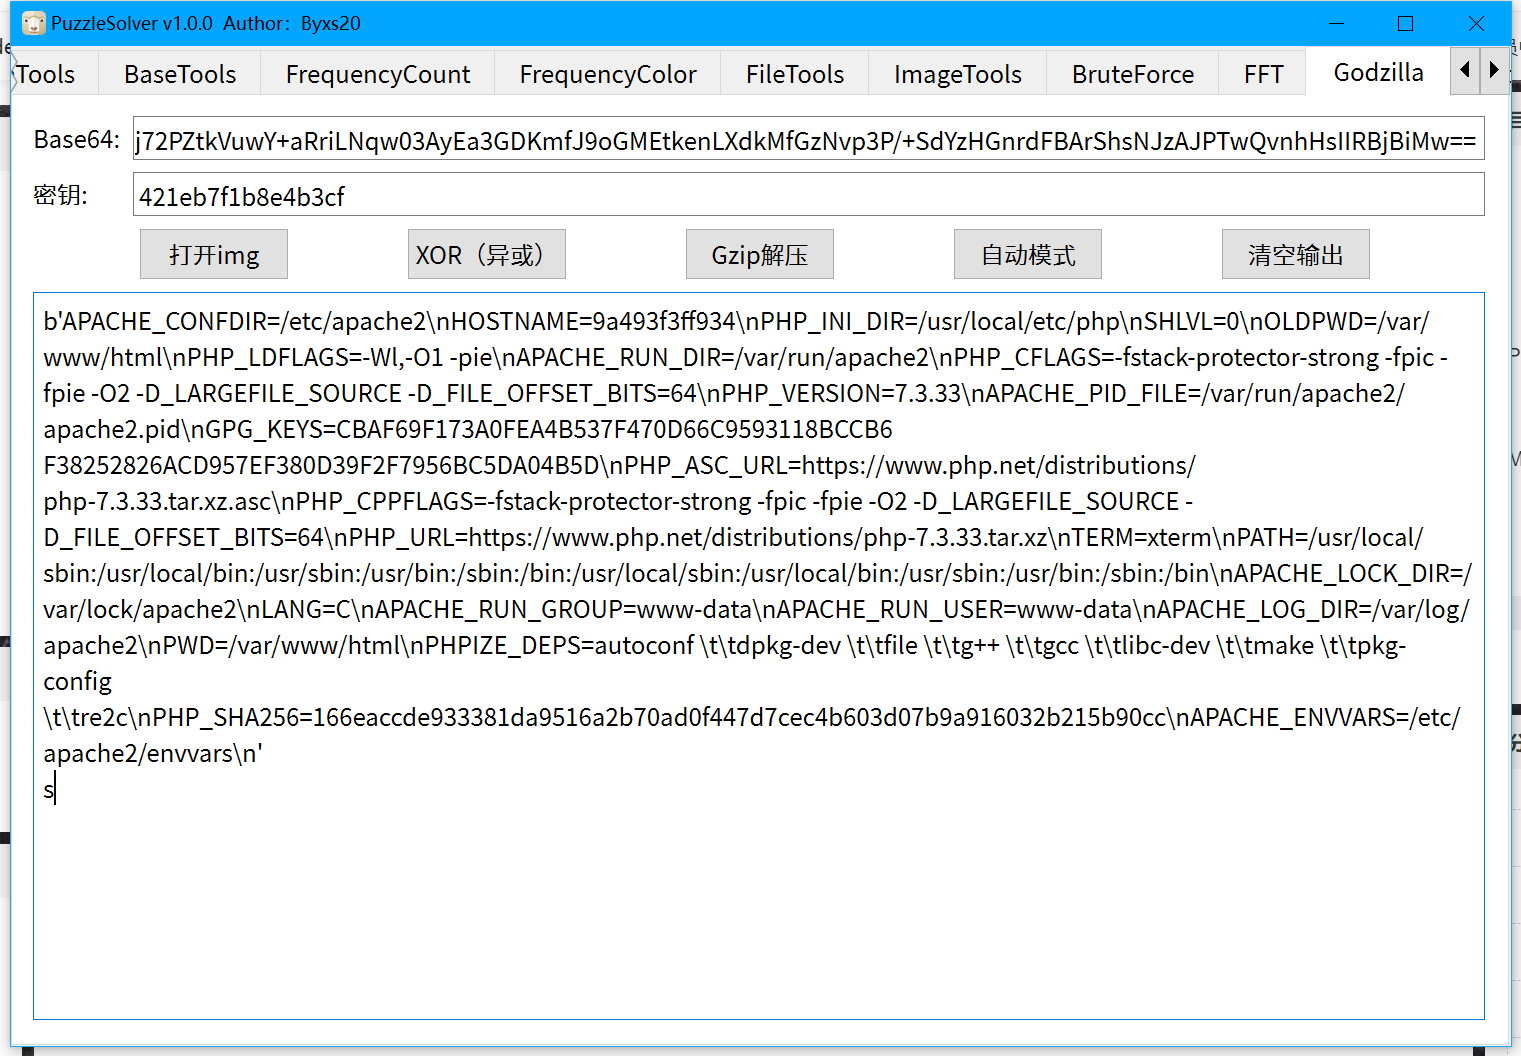 PuzzleSolver v1.0.0  Author：Byxs20
Tools BaseTools FrequencyCount FrequencyColor FileTools ImageTools BruteForce FFT Godzilla
Base64: j72PZtkVuwY+aRriLNqw03AyEa3GDKmfJ9oGMEtkenLXdkMfGzNvp3P/+SdYzHGnrdFBArShsNJzAJPTwQvnhHsIIRBjBiMw==
密钥: 421eb7f1b8e4b3cf
打开img XOR（异或） Gzip解压 自动模式 清空输出
b'APACHE_CONFDIR=/etc/apache2\nHOSTNAME=9a493f3ff934\nPHP_INI_DIR=/usr/local/etc/php\nSHLVL=0\nOLDPWD=/var/
www/html\nPHP_LDFLAGS=-Wl,-O1 -pie\nAPACHE_RUN_DIR=/var/run/apache2\nPHP_CFLAGS=-fstack-protector-strong -fpic -
fpie -O2 -D_LARGEFILE_SOURCE -D_FILE_OFFSET_BITS=64\nPHP_VERSION=7.3.33\nAPACHE_PID_FILE=/var/run/apache2/
apache2.pid\nGPG_KEYS=CBAF69F173A0FEA4B537F470D66C9593118BCCB6
F38252826ACD957EF380D39F2F7956BC5DA04B5D\nPHP_ASC_URL=https://www.php.net/distributions/
php-7.3.33.tar.xz.asc\nPHP_CPPFLAGS=-fstack-protector-strong -fpic -fpie -O2 -D_LARGEFILE_SOURCE -
D_FILE_OFFSET_BITS=64\nPHP_URL=https://www.php.net/distributions/php-7.3.33.tar.xz\nTERM=xterm\nPATH=/usr/local/
sbin:/usr/local/bin:/usr/sbin:/usr/bin:/sbin:/bin:/usr/local/sbin:/usr/local/bin:/usr/sbin:/usr/bin:/sbin:/bin\nAPACHE_LOCK_DIR=/
var/lock/apache2\nLANG=C\nAPACHE_RUN_GROUP=www-data\nAPACHE_RUN_USER=www-data\nAPACHE_LOG_DIR=/var/log/
apache2\nPWD=/var/www/html\nPHPIZE_DEPS=autoconf \t\tdpkg-dev \t\tfile \t\tg++ \t\tgcc \t\tlibc-dev \t\tmake \t\tpkg-
config
\t\tre2c\nPHP_SHA256=166eaccde933381da9516a2b70ad0f447d7cec4b603d07b9a916032b215b90cc\nAPACHE_ENVVARS=/etc/
apache2/envvars\n'
s